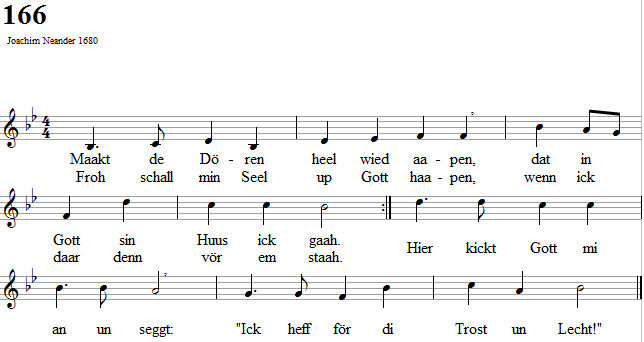 166
Joachim Neander 1680
4
4
Maakt de Dö - ren heel wied aa - pen, dat in
Froh schall min Seel up Gott haa - pen, wenn ick
Gott sin Huus ick gaah.
daar denn vör em staah.
Hier kickt Gott mi
an un seggt: "Ick heff för di Trost un Lecht!"